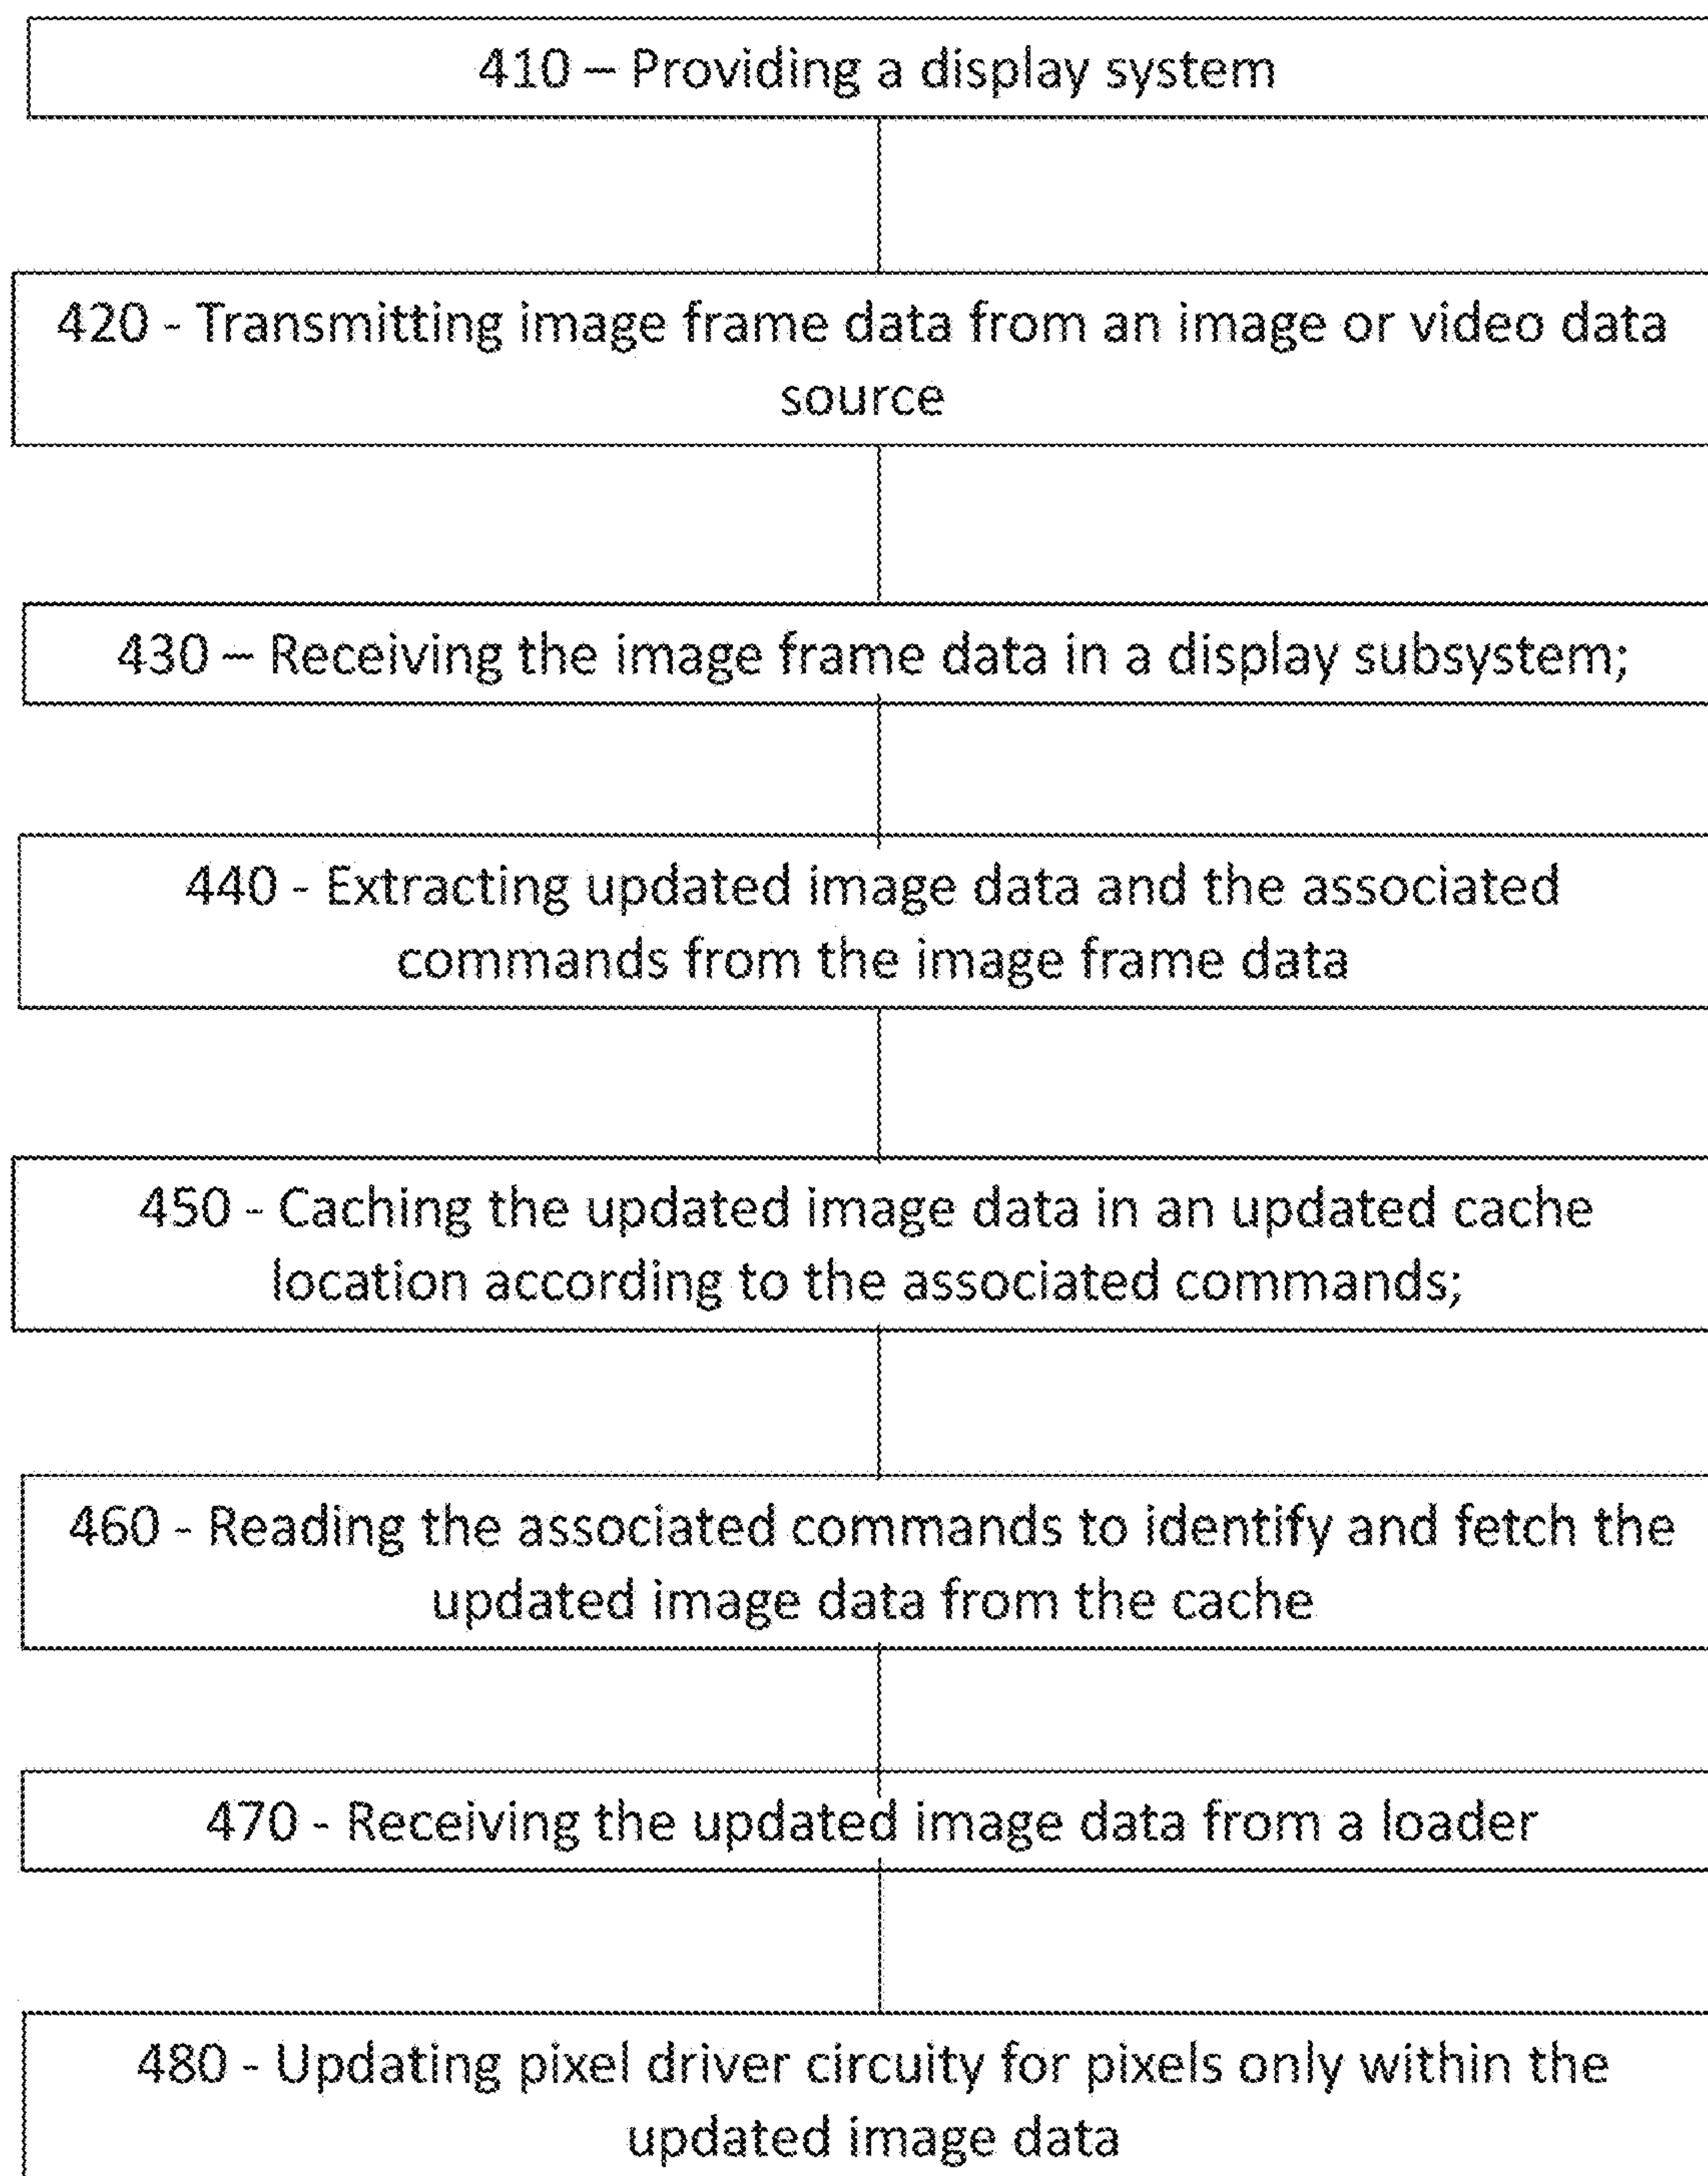 410 – Providing a display system
420 - Transmitting image frame data from an image or video data
source
430 – Receiving the image frame data in a display subsystem;
440 - Extracting updated image data and the associated
commands from the image frame data
450 - Caching the updated image data in an updated cache
location according to the associated commands;
460 - Reading the associated commands to identify and fetch the
updated image data from the cache
470 - Receiving the updated image data from a loader
480 - Updating pixel driver circuity for pixels only within the
updated image data